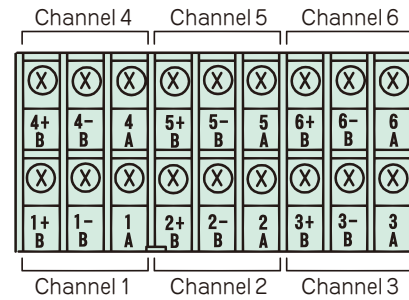 Channel 4 Channel 5 Channel 6
4+ 4- 4 5+ 5- 5 6+ 6- 6
B B A B B A B B A
1+ 1- 1 2+ 2- 2 3+ 3- 3
B B A B B A B B A
Channel 1 Channel 2 Channel 3